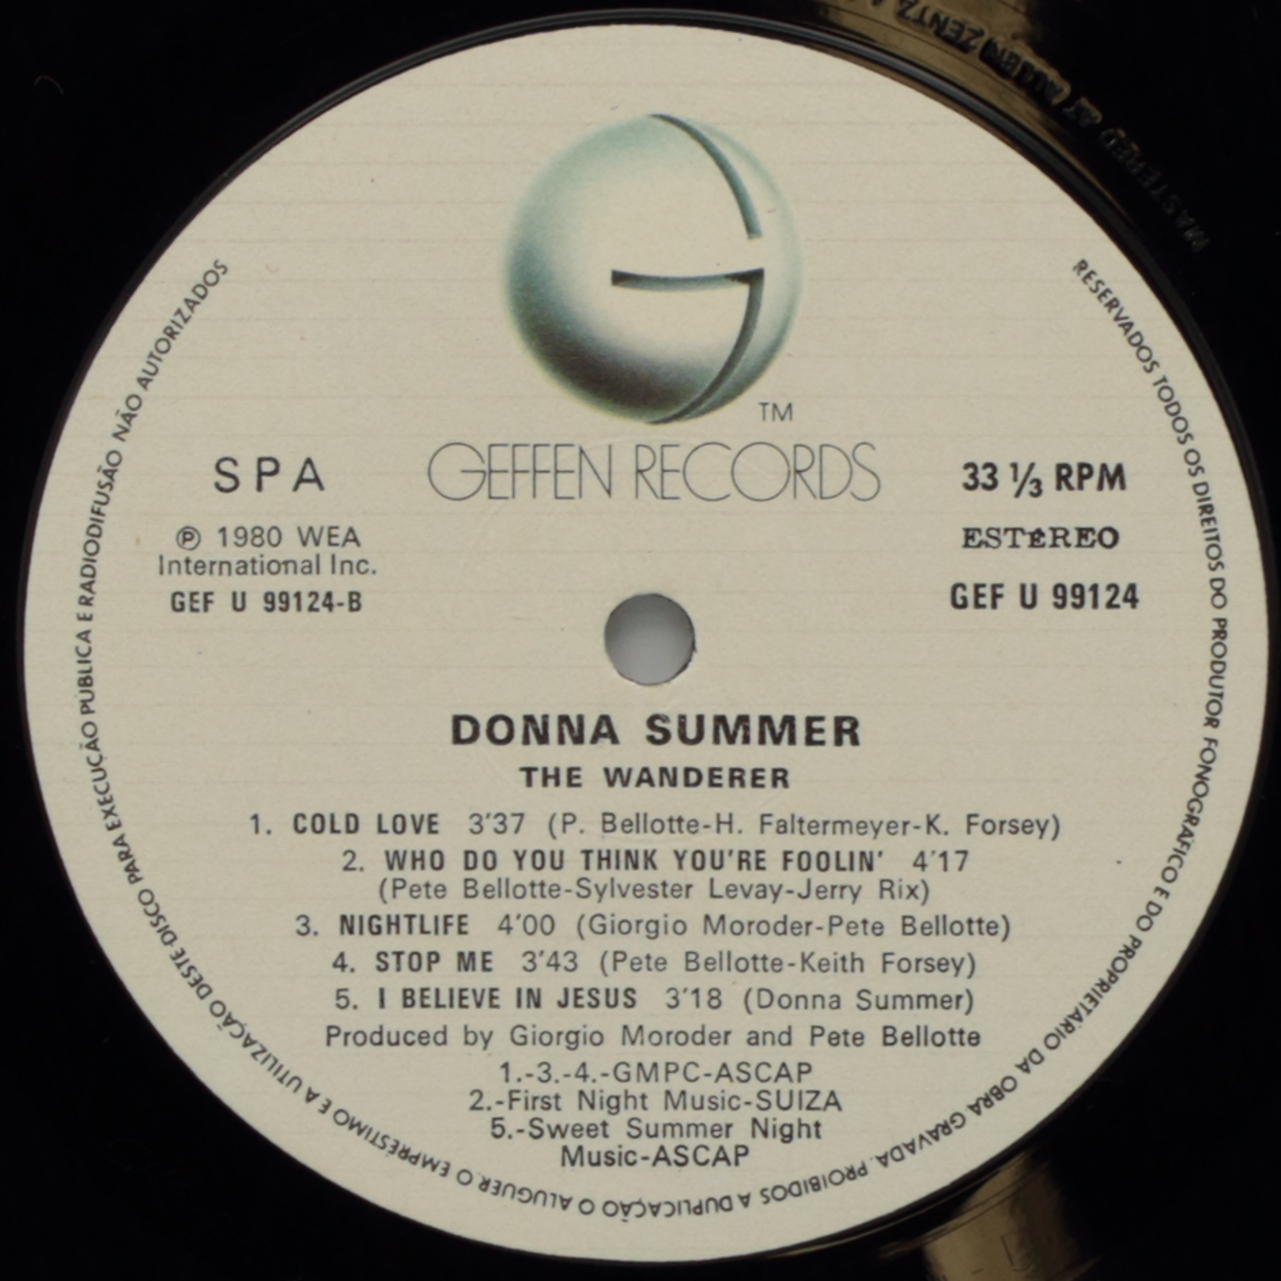 MASTERED AT ALLEN ZENTZ
TM
GEFFEN RECORDS
SPA
℗ 1980 WEA
International Inc.
GEF U 99124-B
33 ⅓ RPM
ESTÉREO
GEF U 99124
DONNA SUMMER
THE WANDERER
1. COLD LOVE 3'37 (P. Bellotte-H. Faltermeyer-K. Forsey)
2. WHO DO YOU THINK YOU'RE FOOLIN' 4'17
(Pete Bellotte-Sylvester Levay-Jerry Rix)
3. NIGHTLIFE 4'00 (Giorgio Moroder-Pete Bellotte)
4. STOP ME 3'43 (Pete Bellotte-Keith Forsey)
5. I BELIEVE IN JESUS 3'18 (Donna Summer)
Produced by Giorgio Moroder and Pete Bellotte
1.-3.-4.-GMPC-ASCAP
2.-First Night Music-SUIZA
5.-Sweet Summer Night
Music-ASCAP
RESERVADOS TODOS OS DIREITOS DO PRODUTOR FONOGRÁFICO E DO PROPRIETÁRIO DA OBRA GRAVADA. PROIBIDOS A DUPLICAÇÃO O ALUGUER. O EMPRÉSTIMO E A UTILIZAÇÃO DESTE DISCO PARA EXECUÇÃO PÚBLICA E RADIODIFUSÃO NÃO AUTORIZADOS